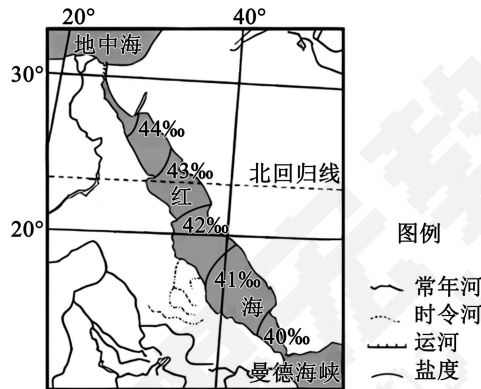 20° 40°
地中海
30°
44‰
43‰
北回归线
红
20°
42‰
41‰
海
40‰
曼德海峡
图例
常年河
时令河
运河
盐度